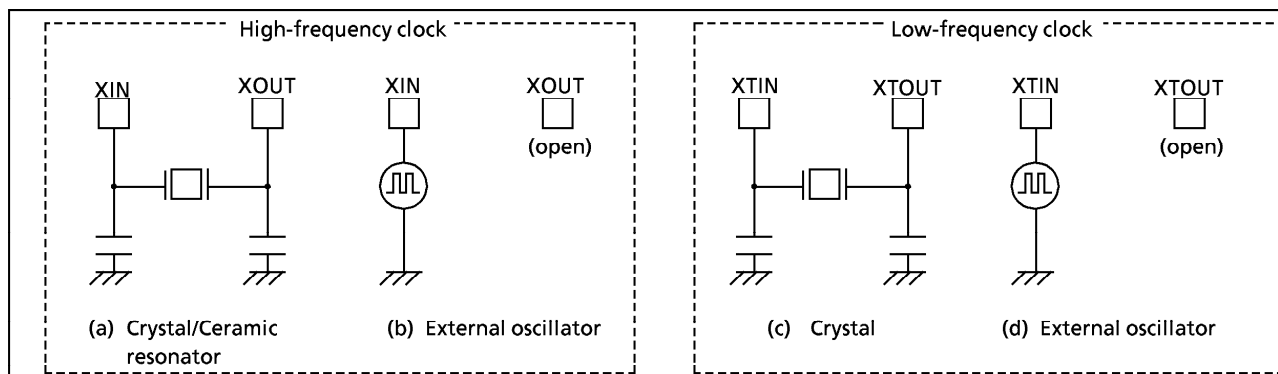 High-frequency clock
XIN
XOUT
XIN
XOUT
(open)
(a) Crystal/Ceramic
resonator
(b) External oscillator
Low-frequency clock
XTIN
XTOUT
XTIN
XTOUT
(open)
(c) Crystal
(d) External oscillator